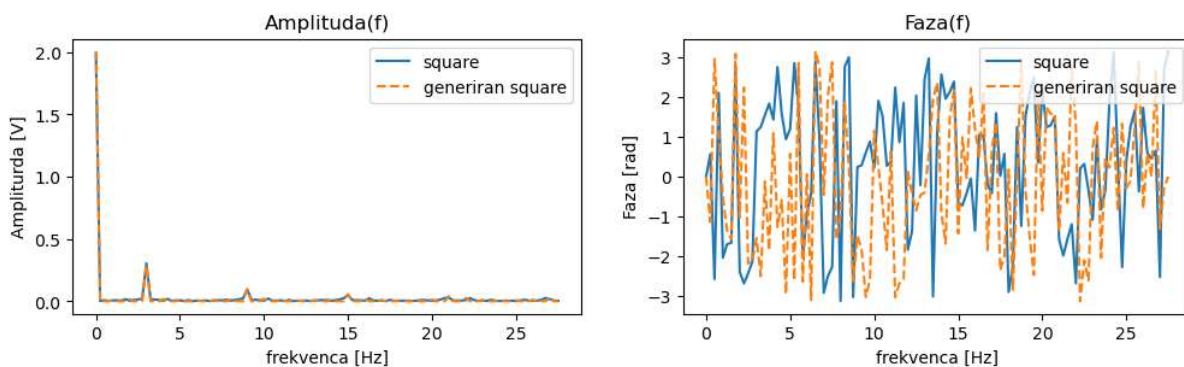 Amplituda(f)
Ampliturda [V]
2.0
1.5
1.0
0.5
0.0
square
generiran square
0
5
10
15
20
25
frekvenca [Hz]
Faza(f)
Faza [rad]
3
2
1
0
−1
−2
−3
square
generiran square
0
5
10
15
20
25
frekvenca [Hz]